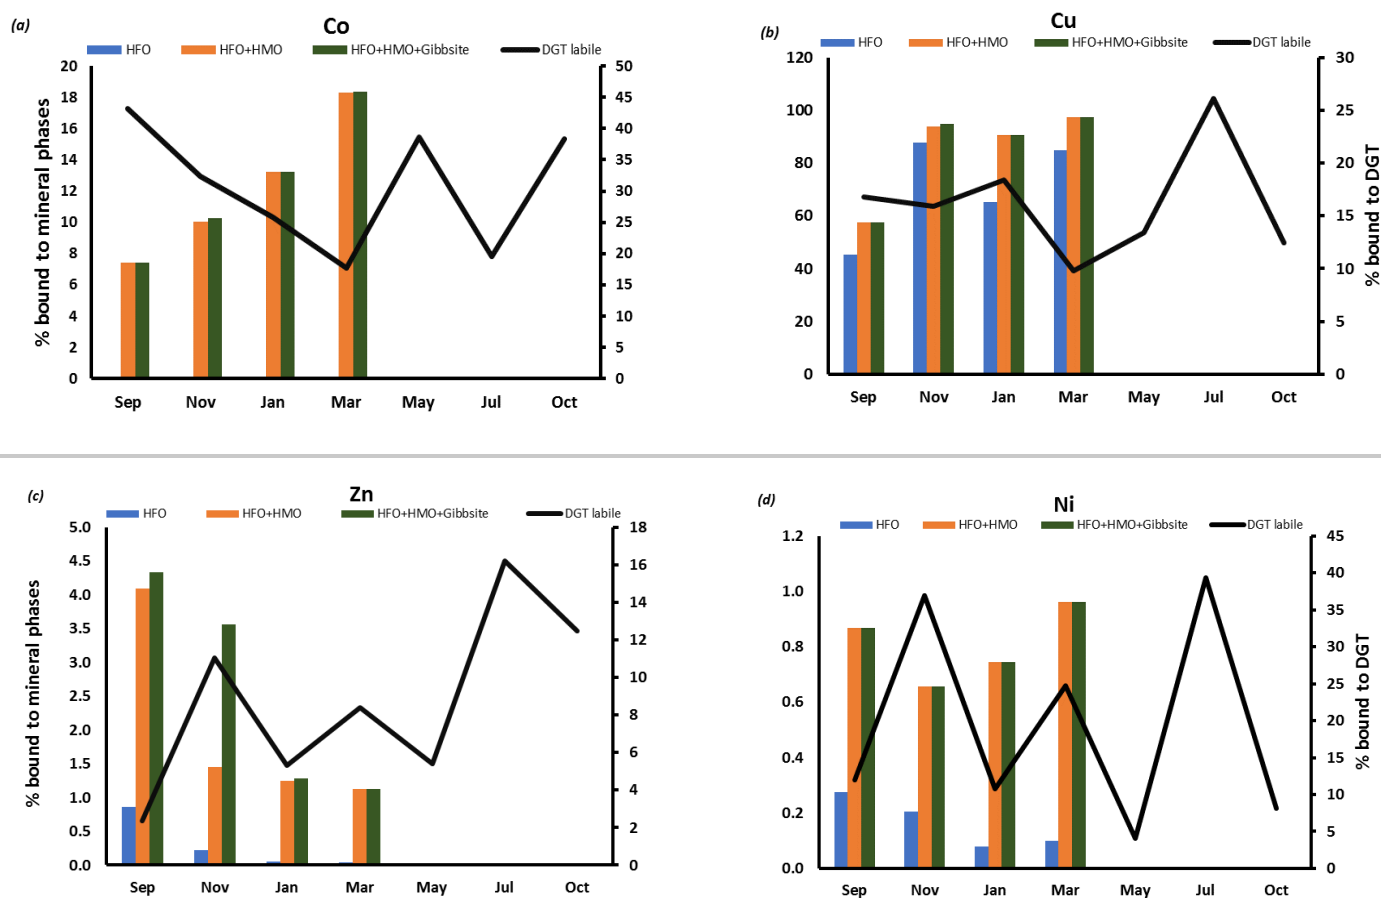 (a)
Co
HFO HFO+HMO HFO+HMO+Gibbsite DGT labile
% bound to mineral phases
20 18 16 14 12 10 8 6 4 2 0
50 45 40 35 30 25 20 15 10 5 0
Sep Nov Jan Mar May Jul Oct
(b)
Cu
HFO HFO+HMO HFO+HMO+Gibbsite DGT labile
120 100 80 60 40 20 0
30 25 20 15 10 5 0
% bound to DGT
Sep Nov Jan Mar May Jul Oct
(c)
Zn
HFO HFO+HMO HFO+HMO+Gibbsite DGT labile
% bound to mineral phases
5.0 4.5 4.0 3.5 3.0 2.5 2.0 1.5 1.0 0.5 0.0
18 16 14 12 10 8 6 4 2 0
Sep Nov Jan Mar May Jul Oct
(d)
Ni
HFO HFO+HMO HFO+HMO+Gibbsite DGT labile
1.2 1.0 0.8 0.6 0.4 0.2 0.0
45 40 35 30 25 20 15 10 5 0
% bound to DGT
Sep Nov Jan Mar May Jul Oct